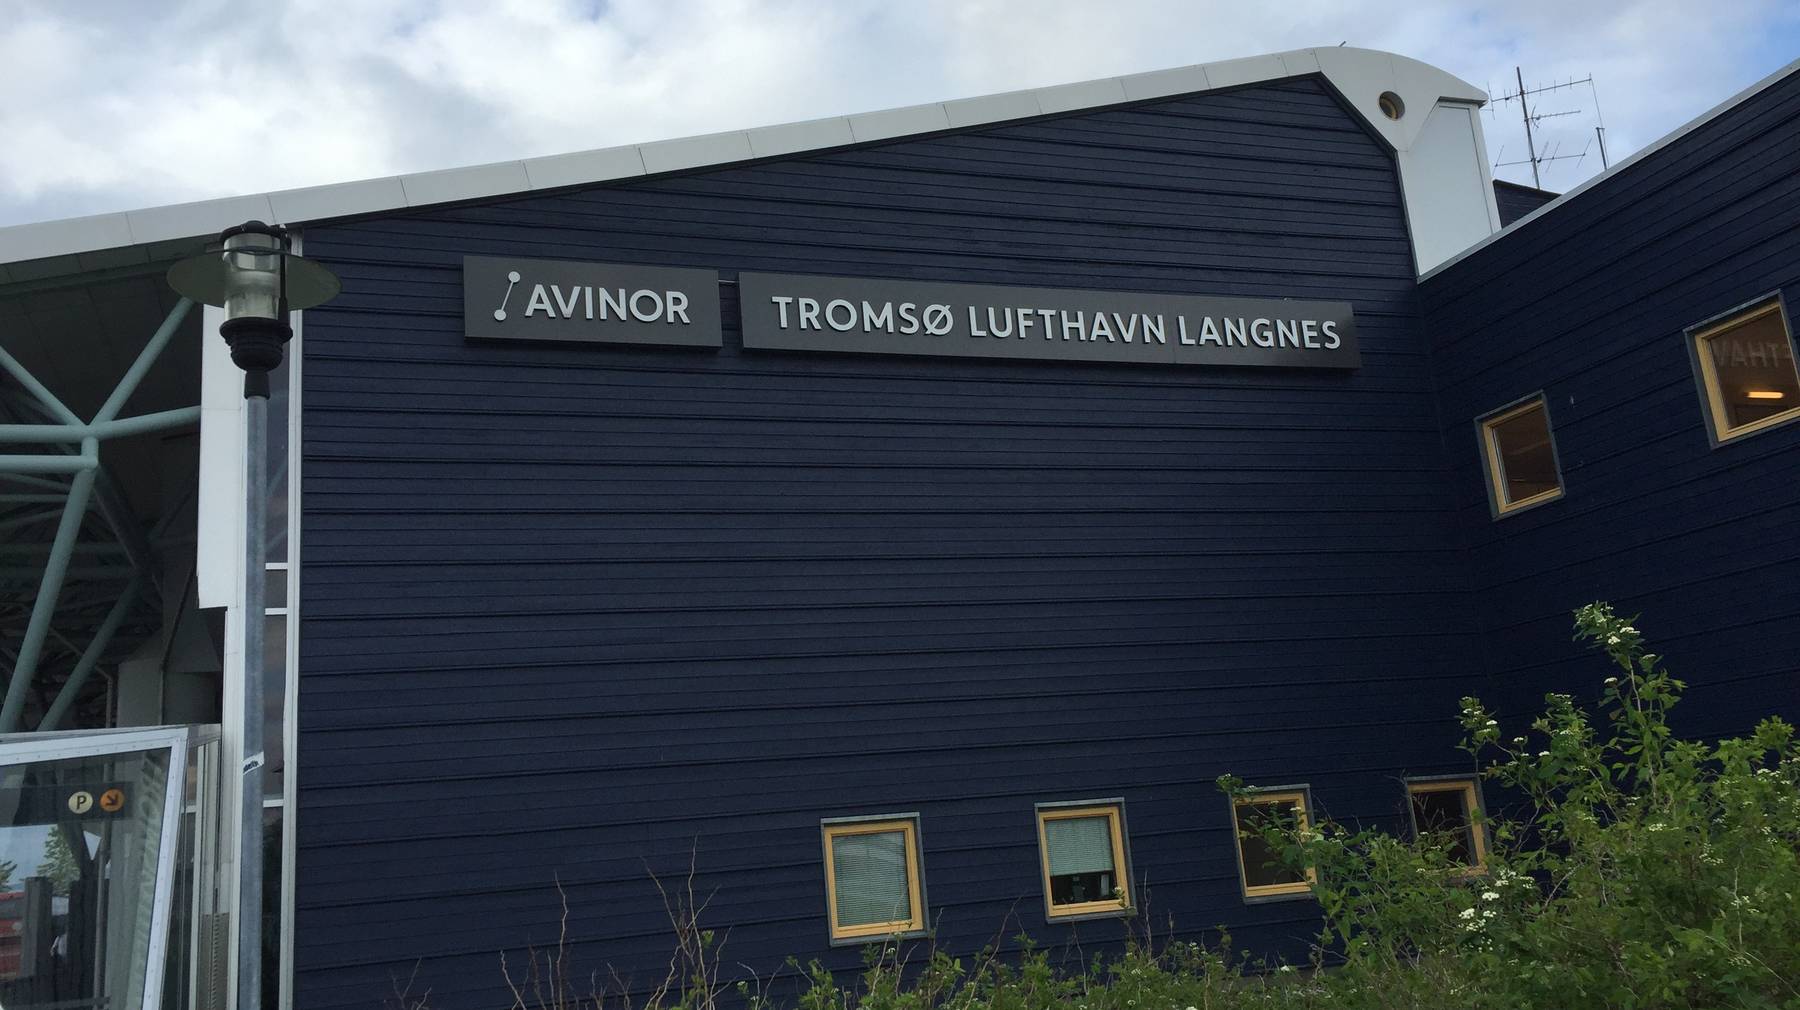 AVINOR
TROMSØ LUFTHAVN LANGNES
P